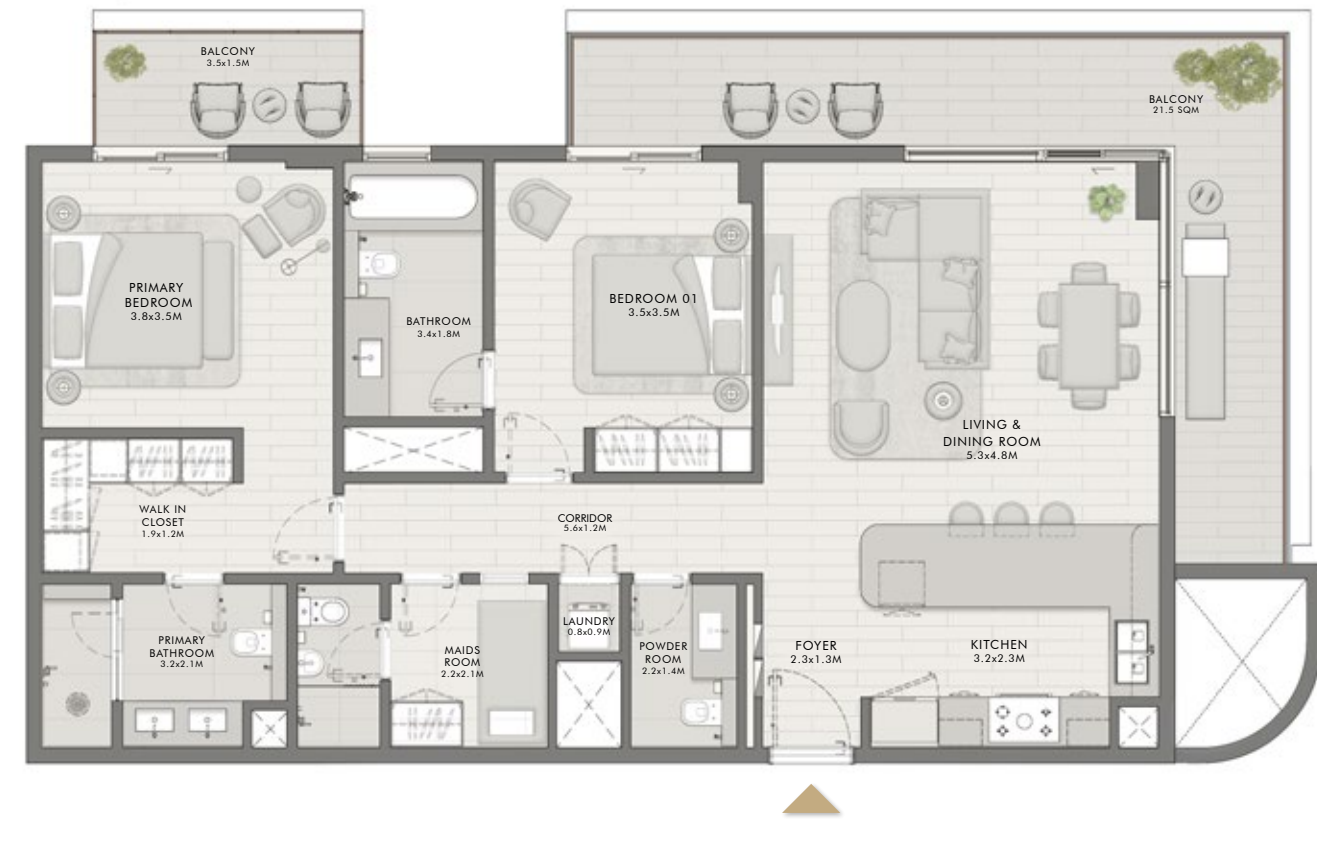 BALCONY
3.5x1.5M
BALCONY
21.5 SQM
PRIMARY
BEDROOM
3.8x3.5M
BATHROOM
3.4x1.8M
BEDROOM 01
3.5x3.5M
LIVING &
DINING ROOM
5.3x4.8M
WALK IN
CLOSET
1.9x1.2M
CORRIDOR
5.6x1.2M
PRIMARY
BATHROOM
3.2x2.1M
MAIDS
ROOM
2.2x2.1M
LAUNDRY
0.8x0.9M
POWDER
ROOM
2.2x1.4M
FOYER
2.3x1.3M
KITCHEN
3.2x2.3M